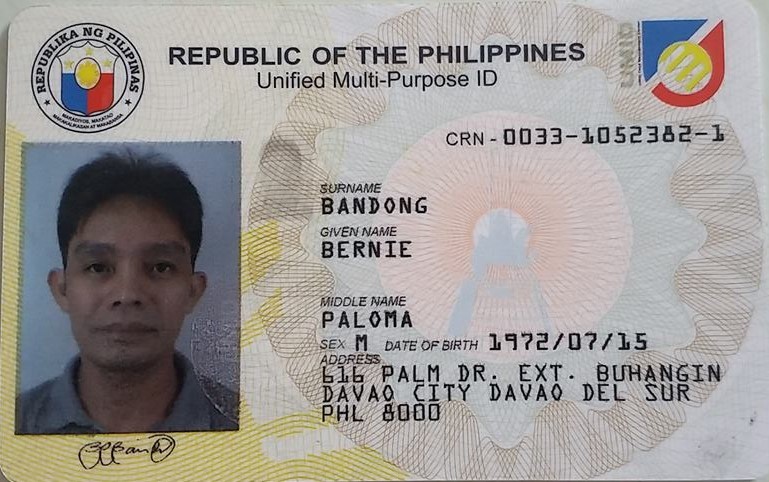 REPUBLIKA NG PILIPINAS
MAKADIYOS, MAKATAO
MAKAKALIKASAN AT MAKABANSA
REPUBLIC OF THE PHILIPPINES
Unified Multi-Purpose ID
UMID
CRN - 0033-1052382-1
SURNAME
BANDONG
GIVEN NAME
BERNIE
MIDDLE NAME
PALOMA
SEX M DATE OF BIRTH 1972/07/15
ADDRESS
616 PALM DR. EXT. BUHANGIN
DAVAO CITY DAVAO DEL SUR
PHL 8000